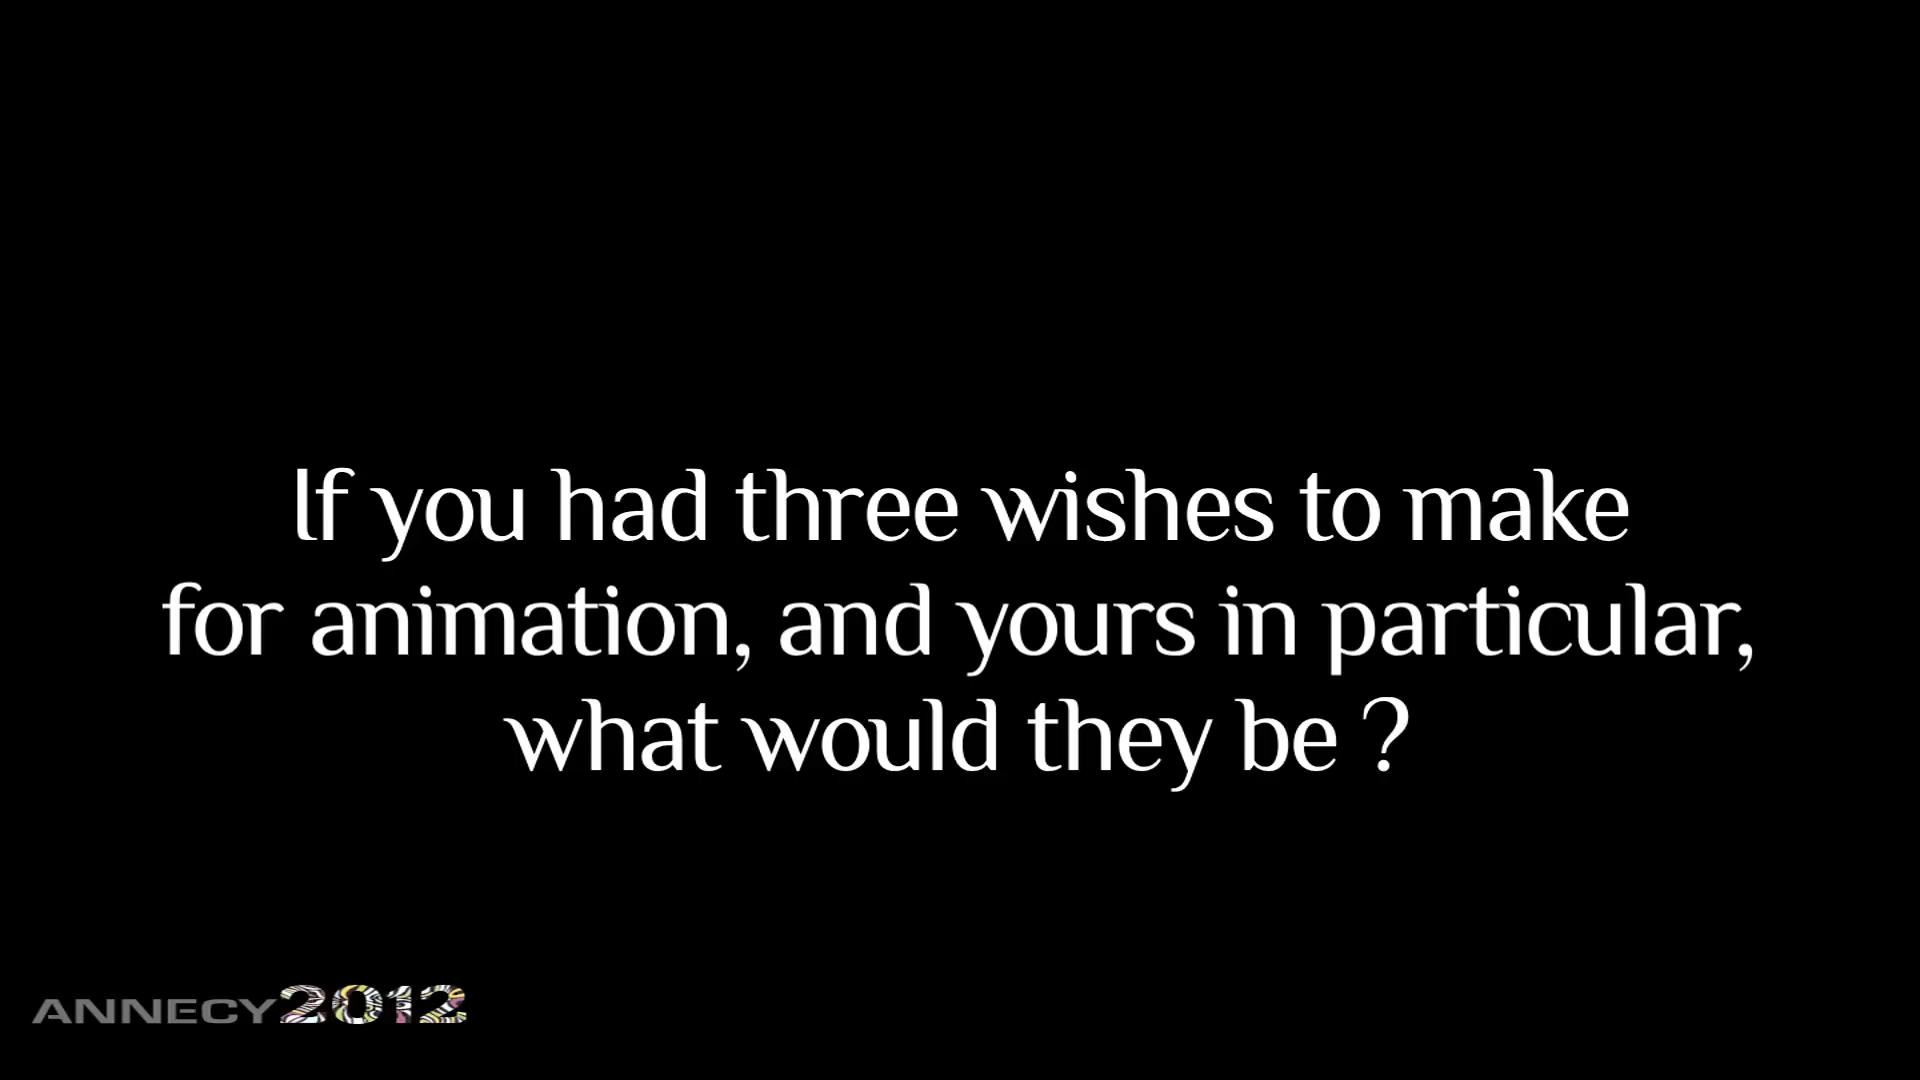 If you had three wishes to make
for animation, and yours in particular,
what would they be ?
ANNECY2012